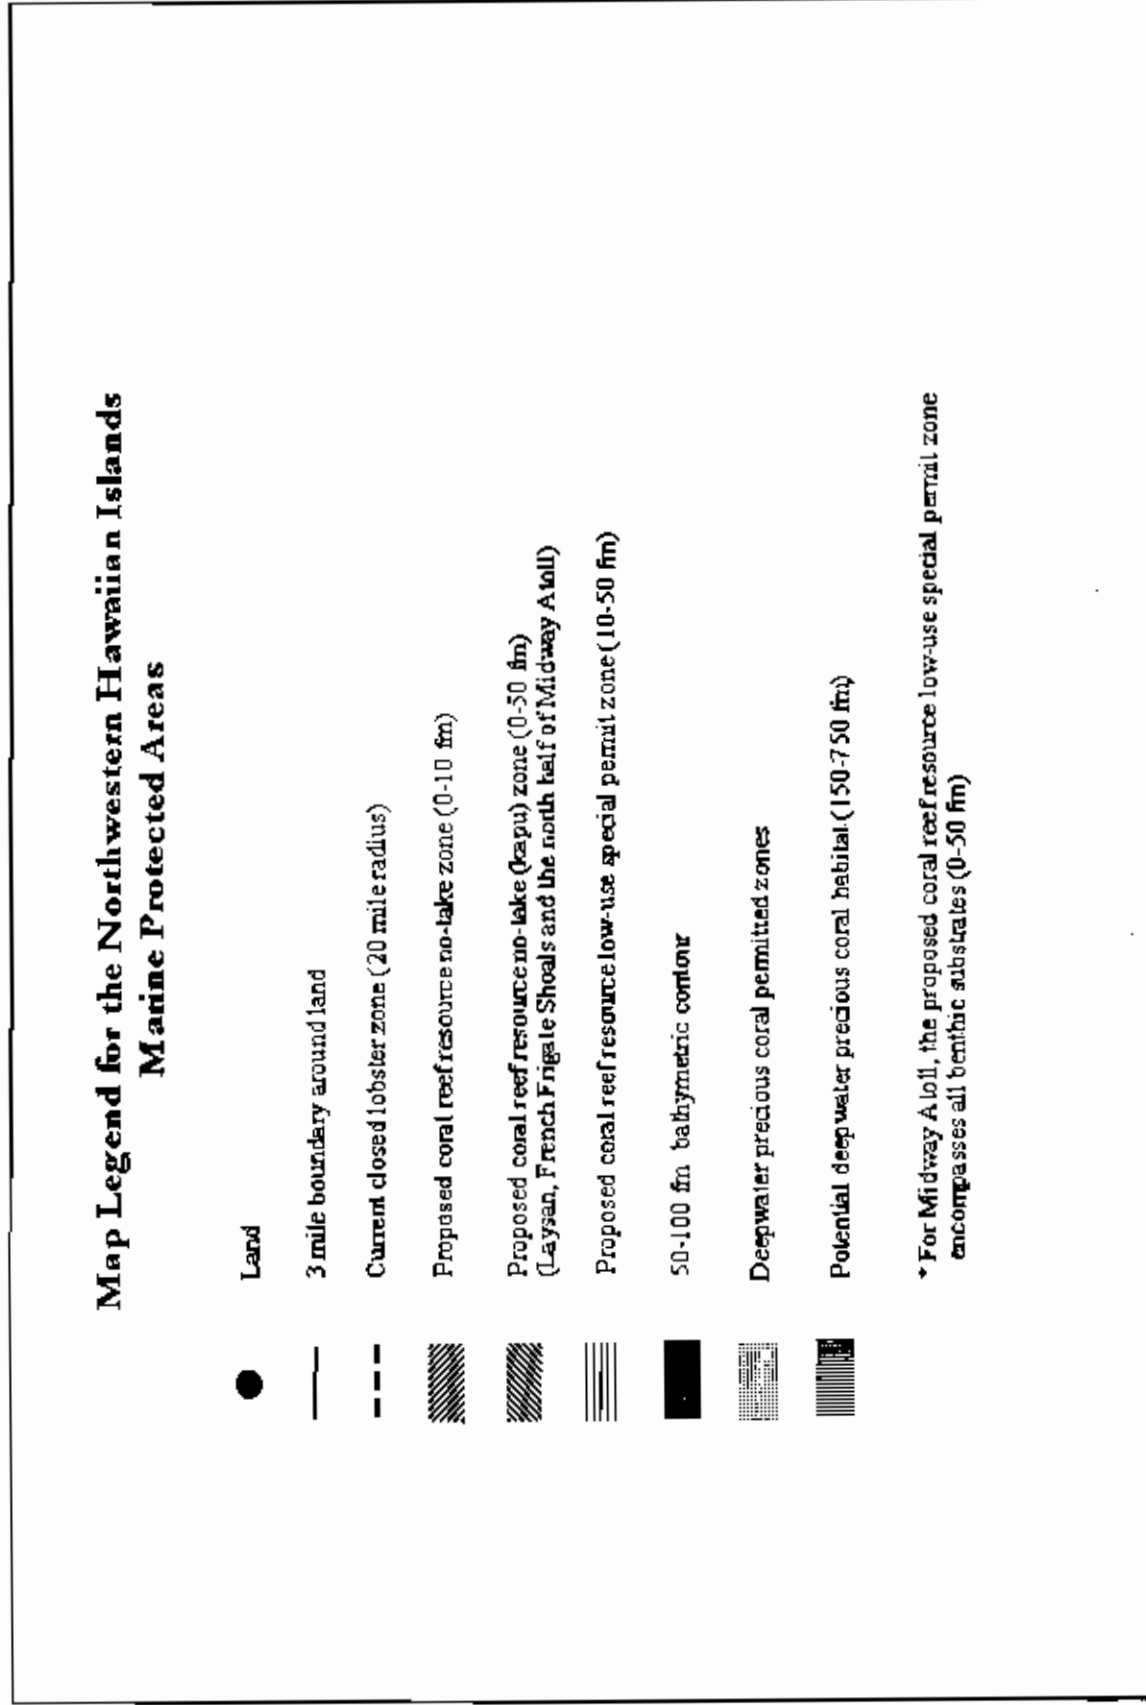 Map Legend for the Northwestern Hawaiian Islands
Marine Protected Areas
Land
3 mile boundary around land
Current closed lobster zone (20 mile radius)
Proposed coral reef resource no-take zone (0-10 fm)
Proposed coral reef resource no-take (kapu) zone (0-50 fm)
(Laysan, French Frigate Shoals and the north half of Midway Atoll)
Proposed coral reef resource low-use special permit zone (10-50 fm)
50-100 fm bathymetric contour
Deepwater precious coral permitted zones
Potential deepwater precious coral habitat (150-750 fm)
* For Midway Atoll, the proposed coral reef resource low-use special permit zone
encompasses all benthic substrates (0-50 fm)